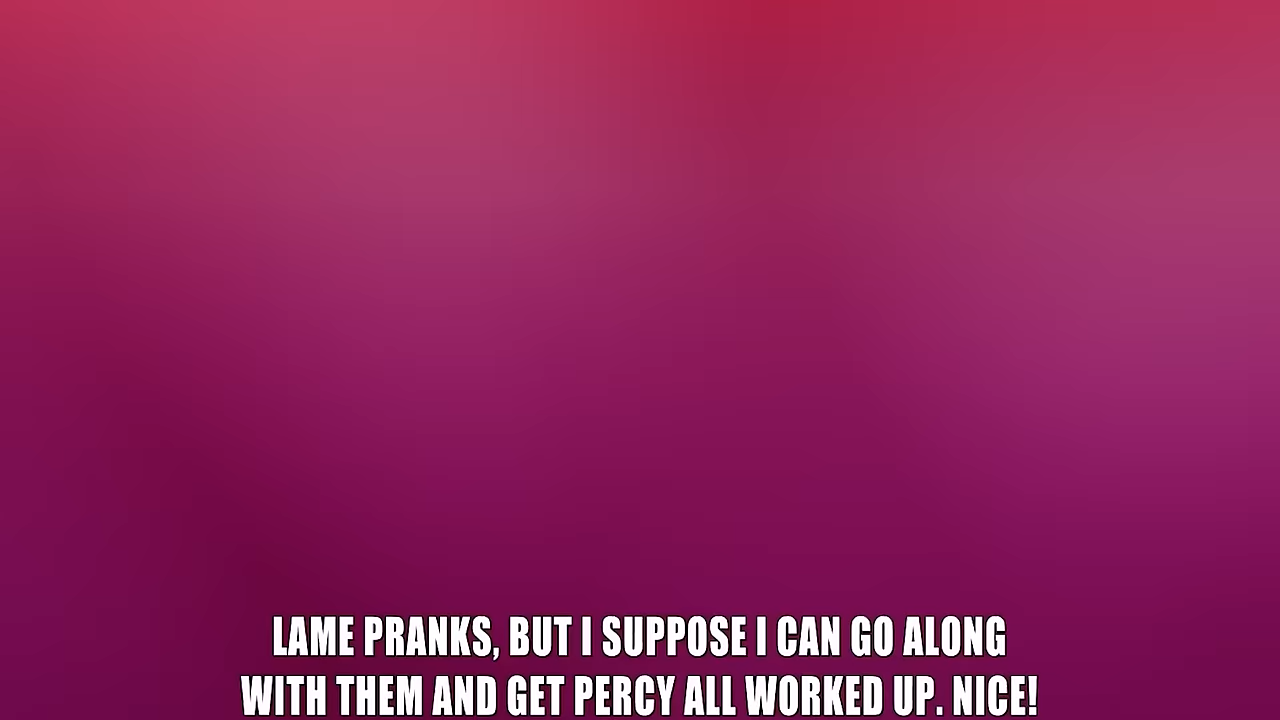 LAME PRANKS, BUT I SUPPOSE I CAN GO ALONG
WITH THEM AND GET PERCY ALL WORKED UP. NICE!